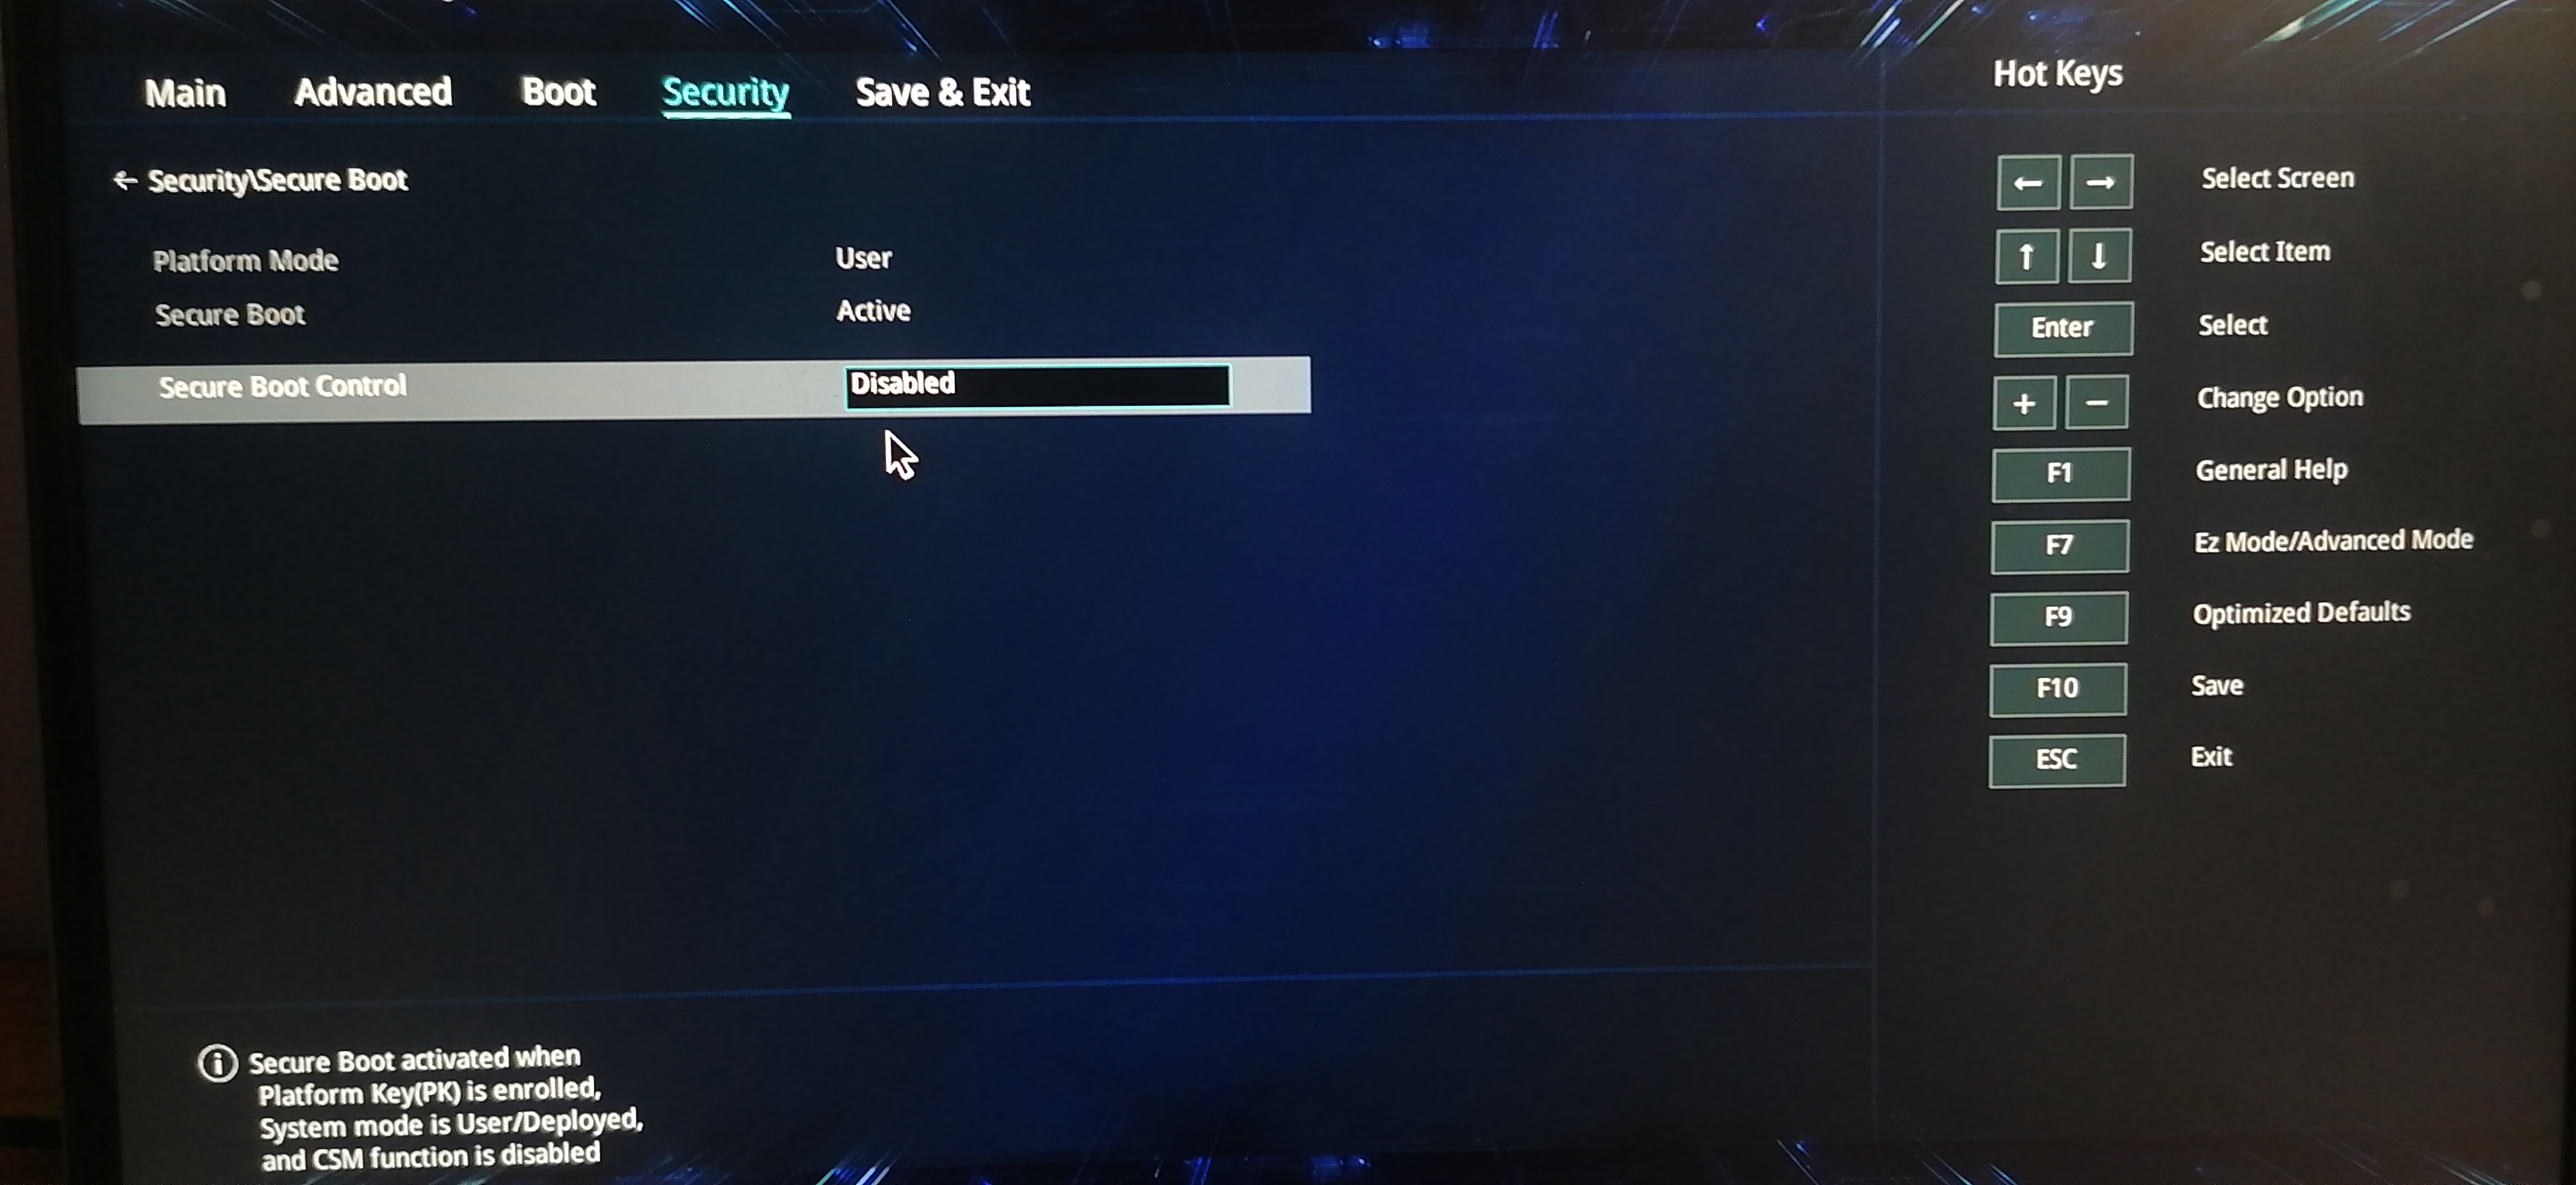 Main Advanced Boot Security Save & Exit
Hot Keys
← Security\Secure Boot
Platform Mode User
Secure Boot Active
Secure Boot Control Disabled
← → Select Screen
↑ ↓ Select Item
Enter Select
+ − Change Option
F1 General Help
F7 Ez Mode/Advanced Mode
F9 Optimized Defaults
F10 Save
ESC Exit
Secure Boot activated when
Platform Key(PK) is enrolled,
System mode is User/Deployed,
and CSM function is disabled